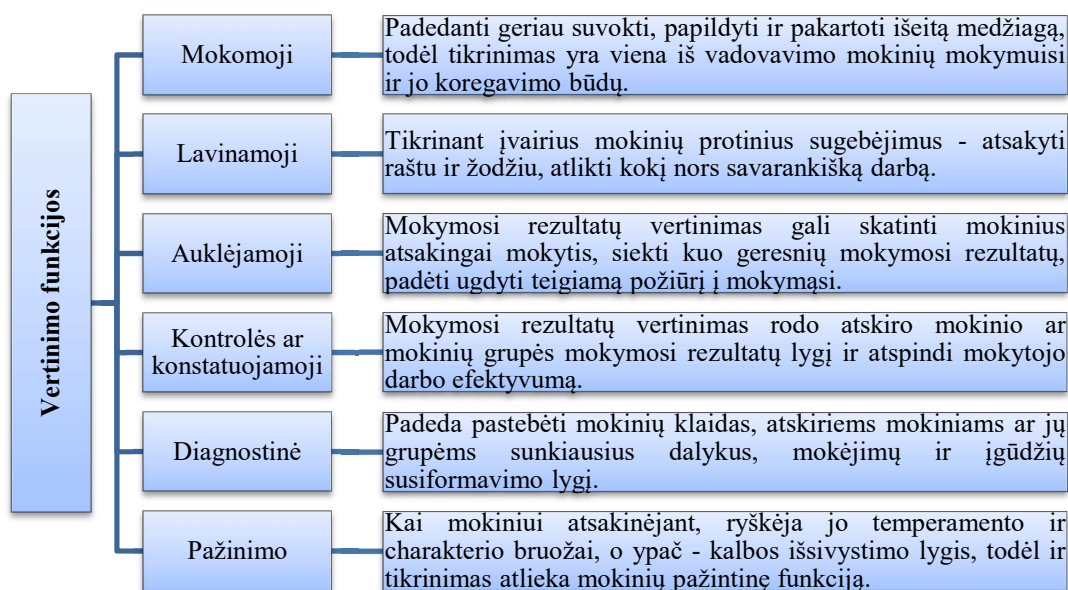 Vertinimo funkcijos
Mokomoji
Padedanti geriau suvokti, papildyti ir pakartoti išeitą medžiagą,
todėl tikrinimas yra viena iš vadovavimo mokinių mokymuisi
ir jo koregavimo būdų.
Lavinamoji
Tikrinant įvairius mokinių protinius sugebėjimus - atsakyti
raštu ir žodžiu, atlikti kokį nors savarankišką darbą.
Auklėjamoji
Mokymosi rezultatų vertinimas gali skatinti mokinius
atsakingai mokytis, siekti kuo geresnių mokymosi rezultatų,
padėti ugdyti teigiamą požiūrį į mokymąsi.
Kontrolės ar
konstatuojamoji
Mokymosi rezultatų vertinimas rodo atskiro mokinio ar
mokinių grupės mokymosi rezultatų lygį ir atspindi mokytojo
darbo efektyvumą.
Diagnostinė
Padeda pastebėti mokinių klaidas, atskiriems mokiniams ar jų
grupėms sunkiausius dalykus, mokėjimų ir įgūdžių
susiformavimo lygį.
Pažinimo
Kai mokiniui atsakinėjant, ryškėja jo temperamento ir
charakterio bruožai, o ypač - kalbos išsivystimo lygis, todėl ir
tikrinimas atlieka mokinių pažintinę funkciją.